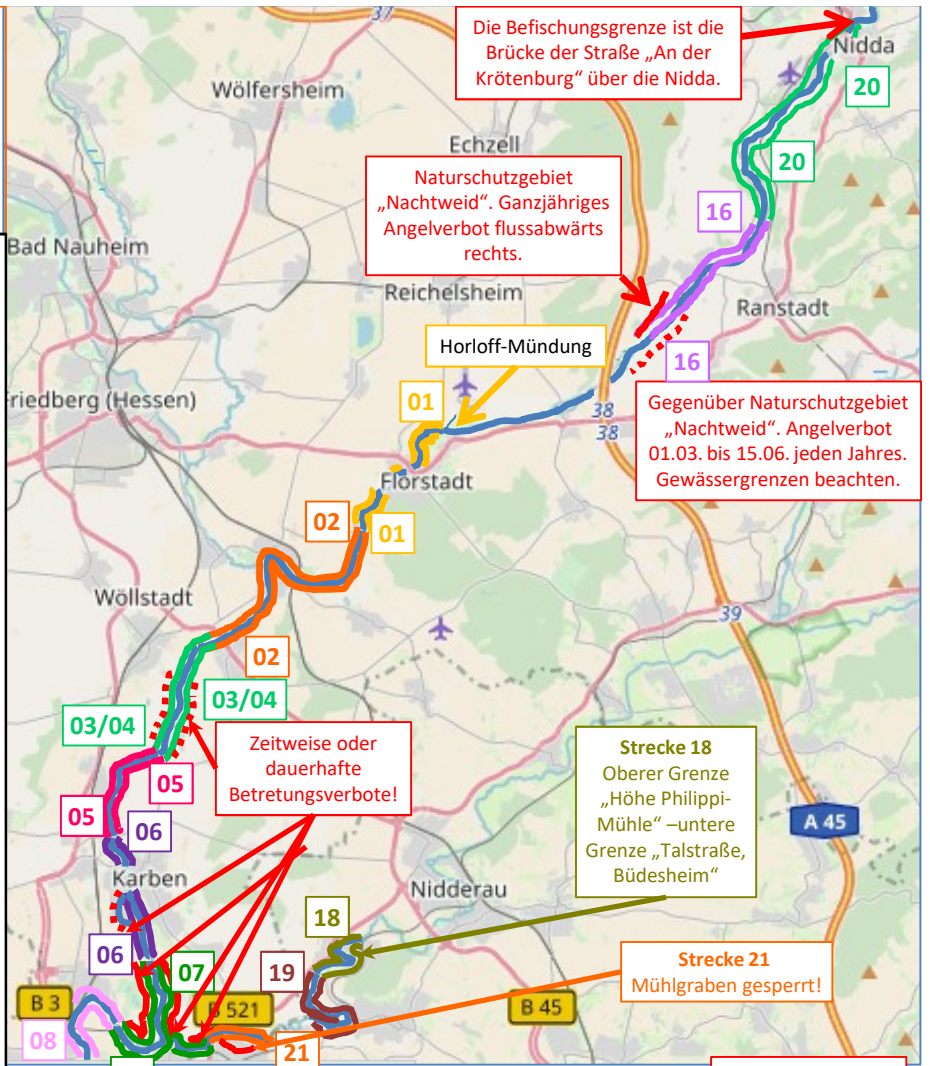 37
Die Befischungsgrenze ist die
Brücke der Straße „An der
Krötenburg“ über die Nidda.
Nidda
Wölfersheim
20
Echzell
20
Naturschutzgebiet
„Nachtweid“. Ganzjähriges
Angelverbot flussabwärts
rechts.
16
Bad Nauheim
Reichelsheim
Ranstadt
Horloff-Mündung
16
Friedberg (Hessen)
01
38
38
Gegenüber Naturschutzgebiet
„Nachtweid“. Angelverbot
01.03. bis 15.06. jeden Jahres.
Gewässergrenzen beachten.
Florstadt
02
01
Wöllstadt
39
02
03/04
03/04
Zeitweise oder
dauerhafte
Betretungsverbote!
05
Strecke 18
Oberer Grenze
„Höhe Philippi-
Mühle“ –untere
Grenze „Talstraße,
Büdesheim“
05
06
A 45
Karben
Nidderau
18
06
07
19
Strecke 21
Mühlgraben gesperrt!
B 3
B 521
B 45
08
21